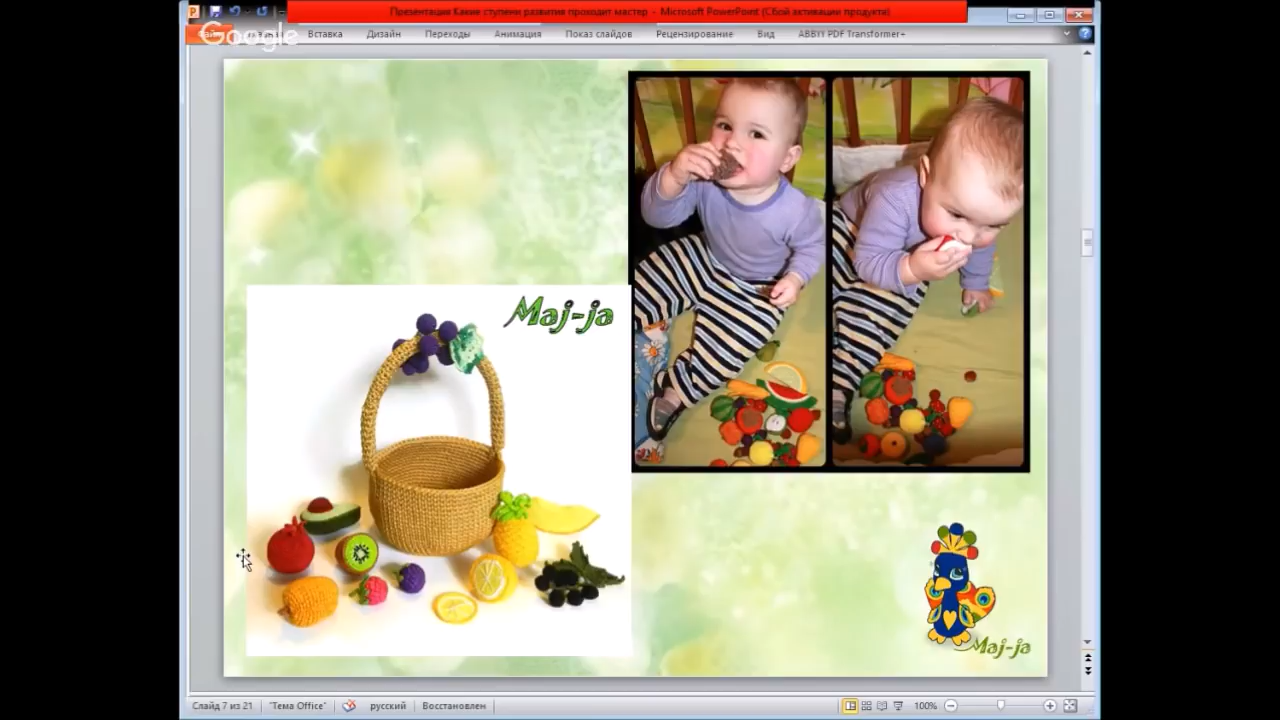 Презентация Какие ступени развития проходит мастер - Microsoft PowerPoint (Сбой активации продукта)
Google
Вставка Дизайн Переходы Анимация Показ слайдов Рецензирование Вид ABBYY PDF Transformer+
Maj-ja
Maj-ja
Слайд 7 из 21 "Тема Office" русский Восстановлен 100%